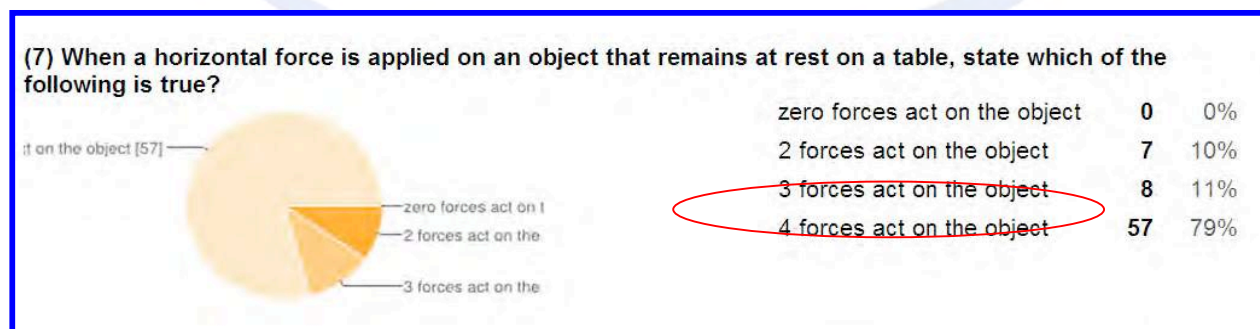 (7) When a horizontal force is applied on an object that remains at rest on a table, state which of the
following is true?
zero forces act on the object 0 0%
2 forces act on the object 7 10%
3 forces act on the object 8 11%
4 forces act on the object 57 79%
t on the object [57]
zero forces act on t
2 forces act on the
3 forces act on the